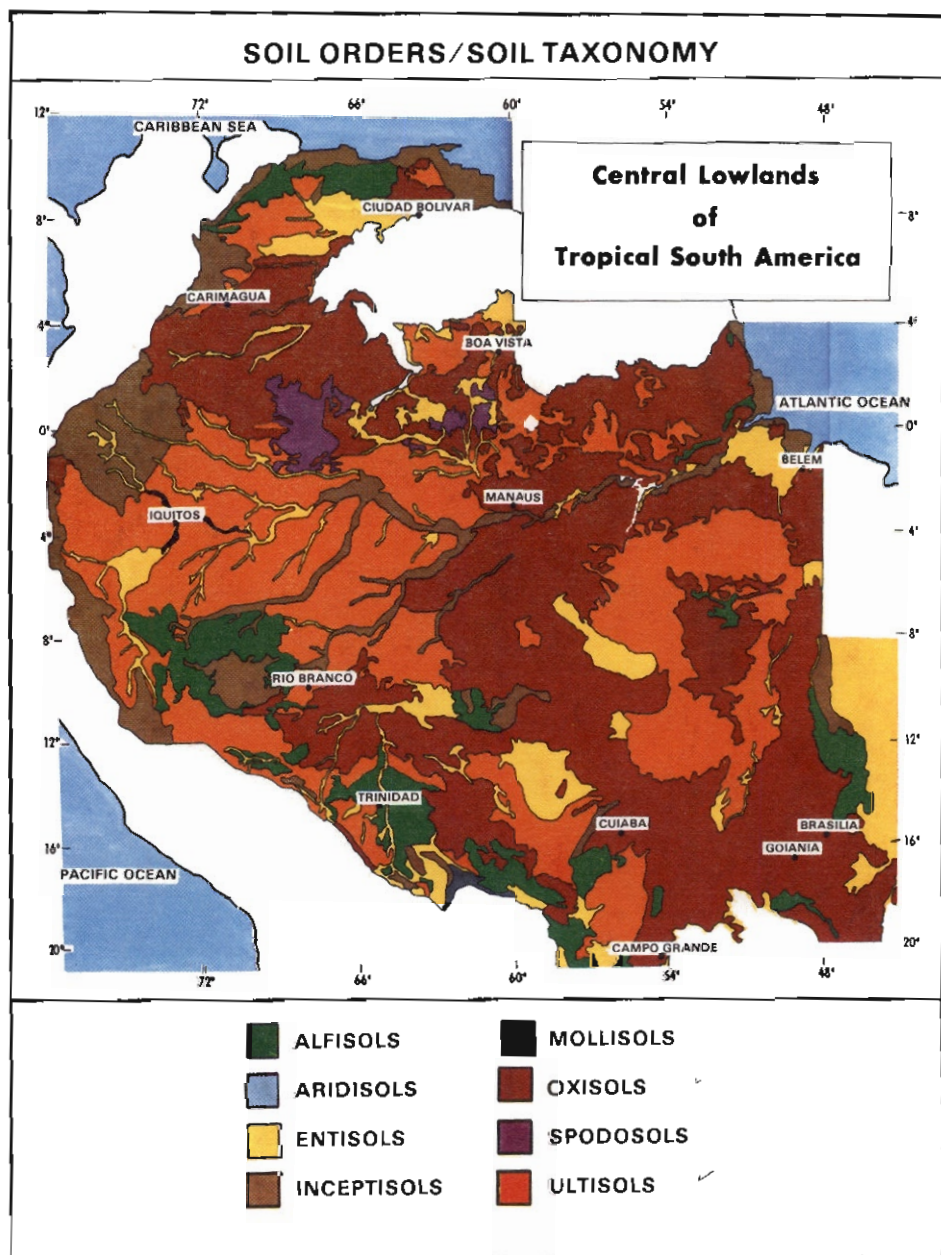 SOIL ORDERS/SOIL TAXONOMY
72° 66° 60° 54° 48°
12°
CARIBBEAN SEA
Central Lowlands
of
Tropical South America
CIUDAD BOLIVAR
8° 8°
CARIMAGUA
4° 4°
BOA VISTA
ATLANTIC OCEAN
0° 0°
BELEM
MANAUS
IQUITOS
4° 4°
8° 8°
RIO BRANCO
12° 12°
TRINIDAD
CUIABA
BRASILIA
16° 16°
GOIANIA
PACIFIC OCEAN
20° 20°
CAMPO GRANDE
72° 66° 60° 54° 48°
ALFISOLS
MOLLISOLS
ARIDISOLS
OXISOLS
ENTISOLS
SPODOSOLS
INCEPTISOLS
ULTISOLS